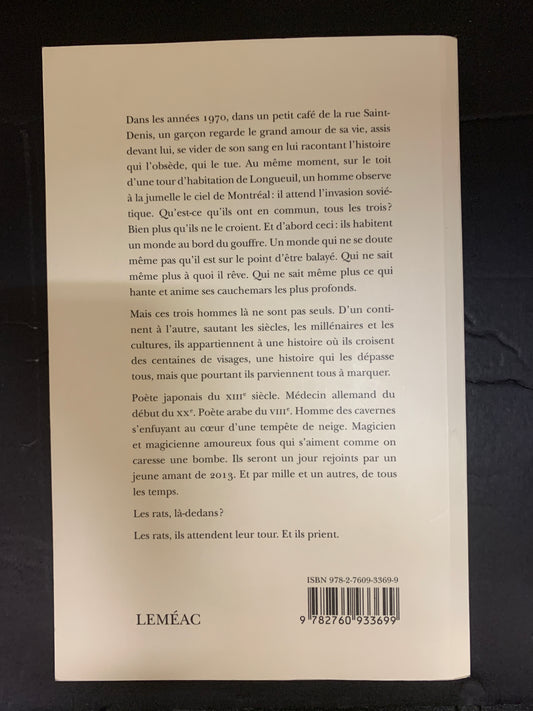 Dans les années 1970, dans un petit café de la rue Saint-
Denis, un garçon regarde le grand amour de sa vie, assis
devant lui, se vider de son sang en lui racontant l'histoire
qui l'obsède, qui le tue. Au même moment, sur le toit
d'une tour d'habitation de Longueuil, un homme observe
à la jumelle le ciel de Montréal : il attend l'invasion sovié-
tique. Qu'est-ce qu'ils ont en commun, tous les trois ?
Bien plus qu'ils ne le croient. Et d'abord ceci : ils habitent
un monde au bord du gouffre. Un monde qui ne se doute
même pas qu'il est sur le point d'être balayé. Qui ne sait
même plus à quoi il rêve. Qui ne sait même plus ce qui
hante et anime ses cauchemars les plus profonds.
Mais ces trois hommes là ne sont pas seuls. D'un conti-
nent à l'autre, sautant les siècles, les millénaires et les
cultures, ils appartiennent à une histoire où ils croisent
des centaines de visages, une histoire qui les dépasse
tous, mais que pourtant ils parviennent tous à marquer.
Poète japonais du XIIIe siècle. Médecin allemand du
début du XXe. Poète arabe du VIIIe. Homme des cavernes
s'enfuyant au cœur d'une tempête de neige. Magicien
et magicienne amoureux fous qui s'aiment comme on
caresse une bombe. Ils seront un jour rejoints par un
jeune amant de 2013. Et par mille et un autres, de tous
les temps.
Les rats, là-dedans ?
Les rats, ils attendent leur tour. Et ils prient.
ISBN 978-2-7609-3369-9
9 782760 933699
LEMÉAC